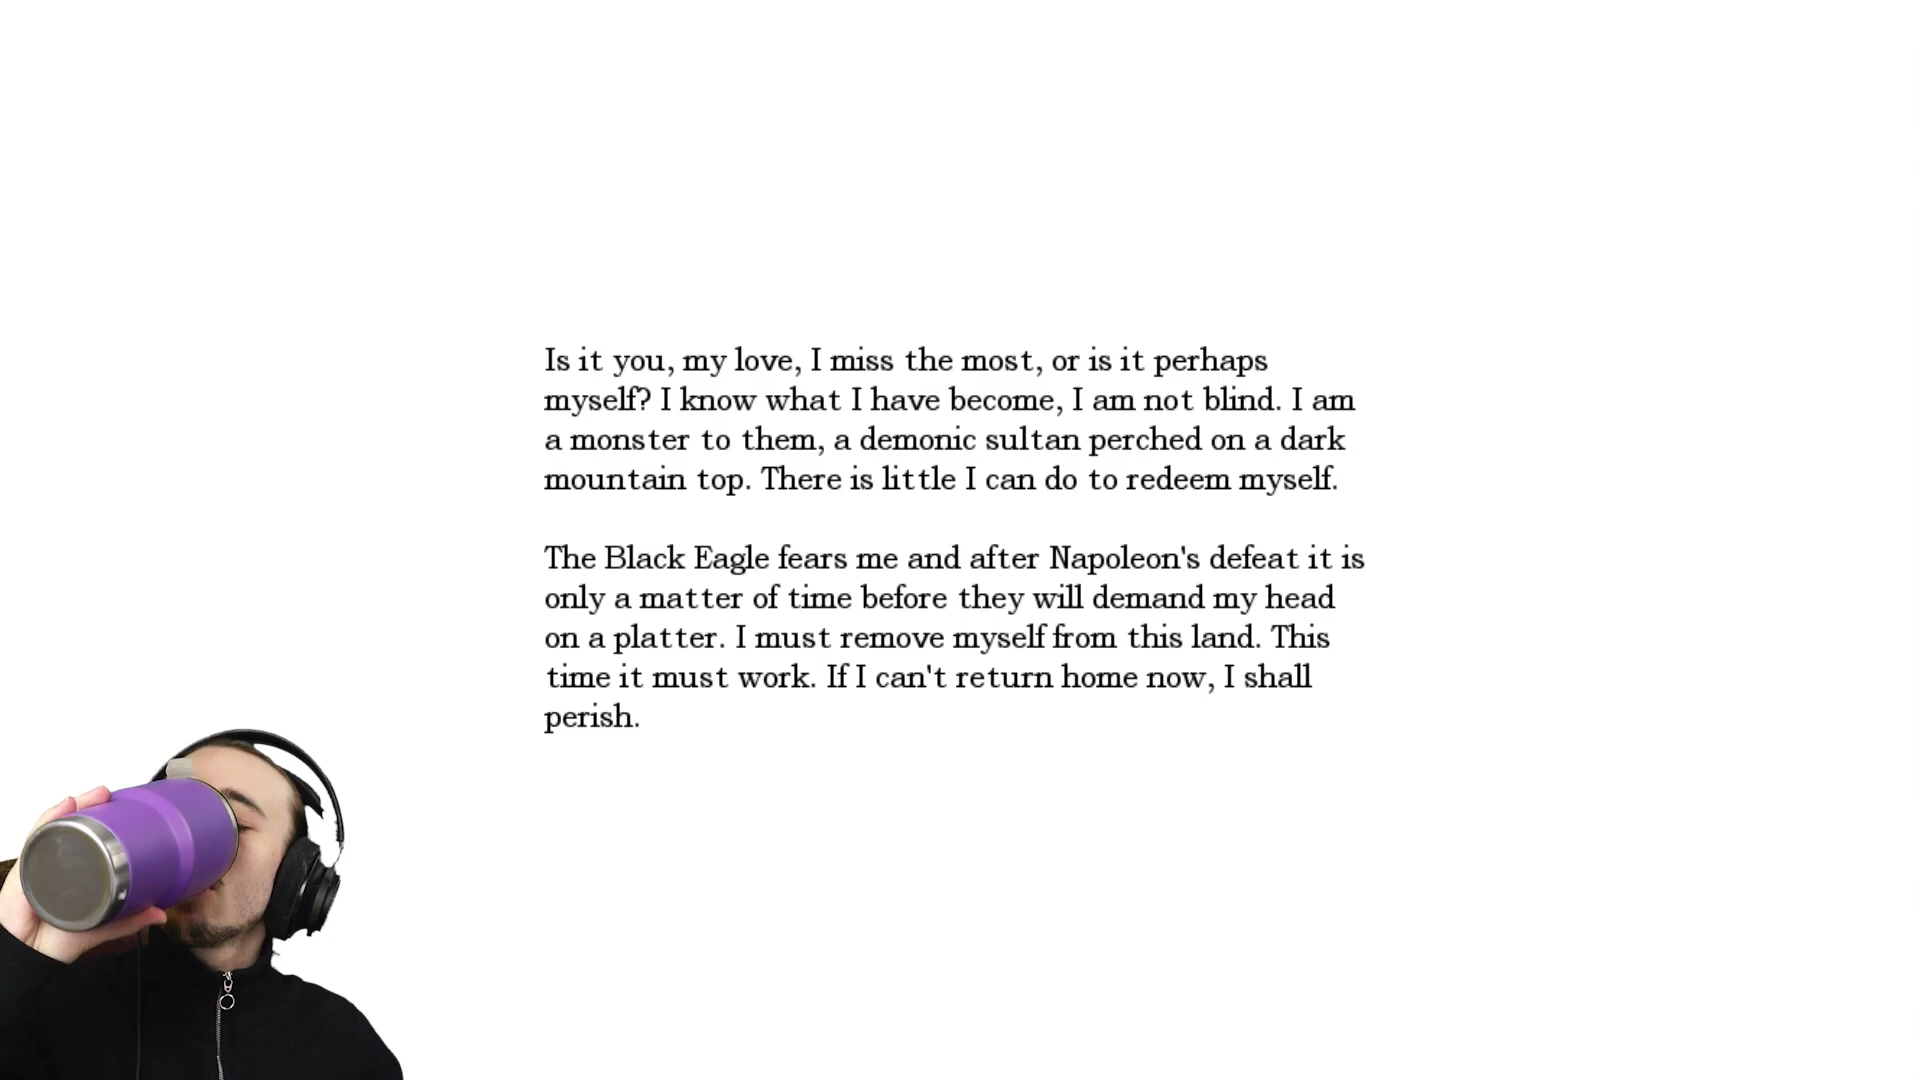 Is it you, my love, I miss the most, or is it perhaps
myself? I know what I have become, I am not blind. I am
a monster to them, a demonic sultan perched on a dark
mountain top. There is little I can do to redeem myself.
The Black Eagle fears me and after Napoleon's defeat it is
only a matter of time before they will demand my head
on a platter. I must remove myself from this land. This
time it must work. If I can't return home now, I shall
perish.